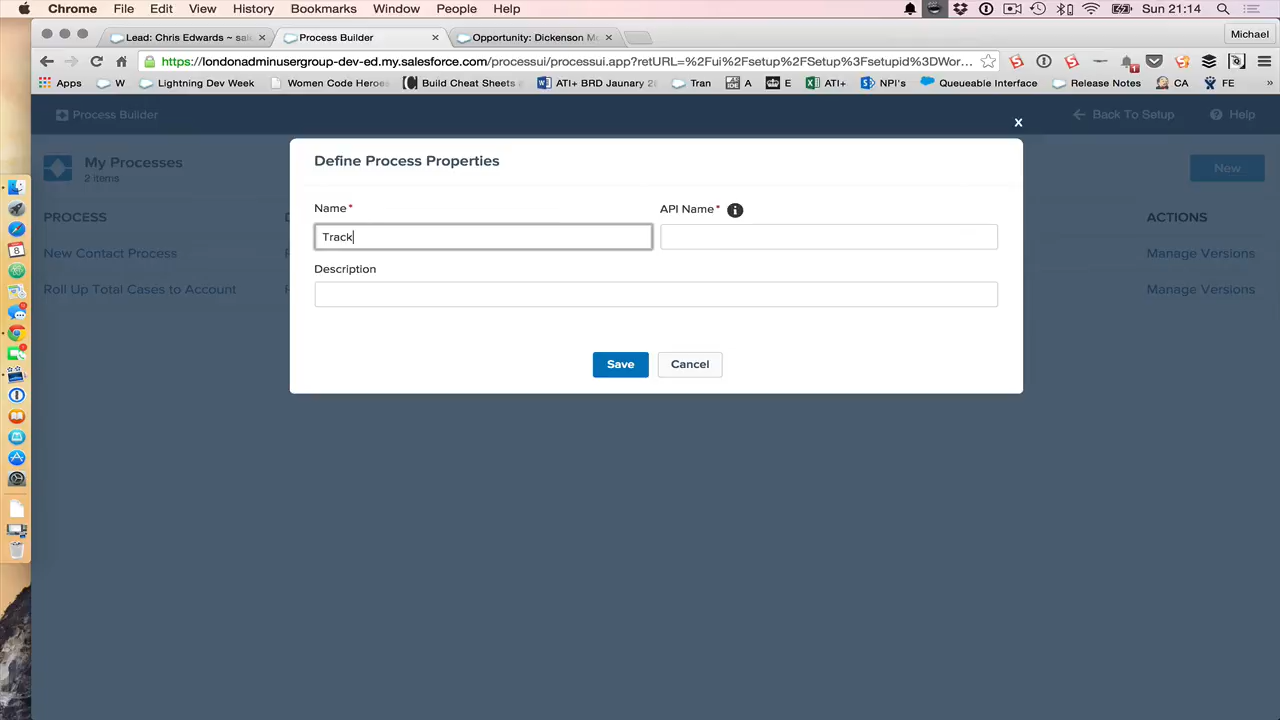 Chrome File Edit View History Bookmarks Window People Help Sun 21:14
Lead: Chris Edwards ~ sale × Process Builder × Opportunity: Dickenson Mo × Michael
https://londonadminusergroup-dev-ed.my.salesforce.com/processui/processui.app?retURL=%2Fui%2Fsetup%2FSetup%3Fsetupid%3DWor...
Apps W Lightning Dev Week Women Code Heroes Build Cheat Sheets ATI+ BRD Jaunary 28 Tran A E ATI+ NPI's Queueable Interface Release Notes CA FE »
Process Builder Back To Setup Help
x
My Processes
2 items
New
Define Process Properties
Name* API Name*
Track
Description
Save Cancel
PROCESS D ACTIONS
New Contact Process Manage Versions
Roll Up Total Cases to Account Manage Versions